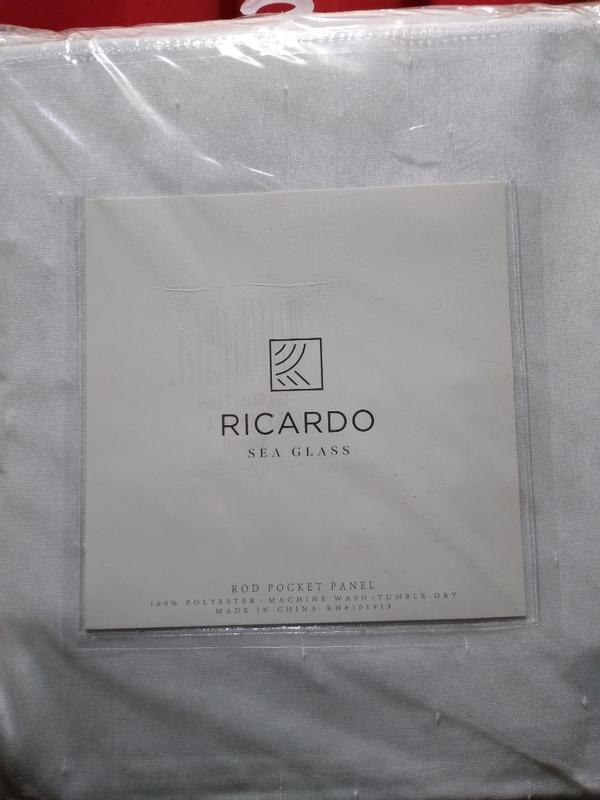 RICARDO
SEA GLASS
ROD POCKET PANEL
100% POLYESTER · MACHINE WASH · TUMBLE DRY
MADE IN CHINA · RN#101919